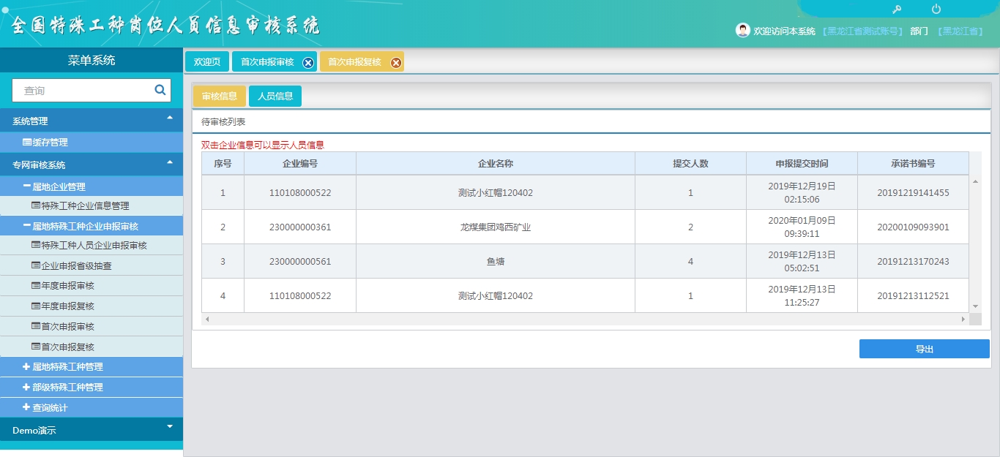 全国特殊工种岗位人员信息审核系统
欢迎访问本系统 【黑龙江省测试账号】 部门 【黑龙江省】
菜单系统
查询
系统管理
缓存管理
专网审核系统
属地企业管理
特殊工种企业信息管理
属地特殊工种企业申报审核
特殊工种人员企业申报审核
企业申报省级抽查
年度申报审核
年度申报复核
首次申报审核
首次申报复核
属地特殊工种管理
部级特殊工种管理
查询统计
Demo演示
欢迎页 首次申报审核 首次申报复核
审核信息 人员信息
待审核列表
双击企业信息可以显示人员信息
序号 企业编号 企业名称 提交人数 申报提交时间 承诺书编号
1 110108000522 测试小红帽120402 1 2019年12月19日 02:15:06 20191219141455
2 230000000361 龙煤集团鸡西矿业 2 2020年01月09日 09:39:11 20200109093901
3 230000000561 鱼塘 4 2019年12月13日 05:02:51 20191213170243
4 110108000522 测试小红帽120402 1 2019年12月13日 11:25:27 20191213112521
导出